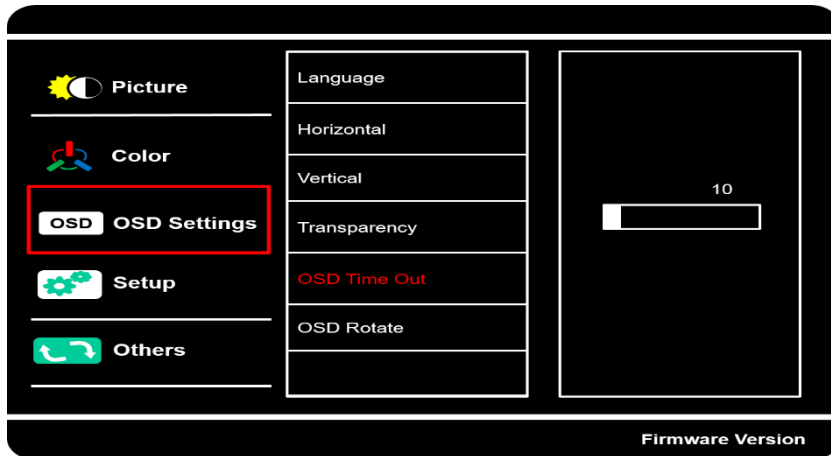 Picture
Color
OSD OSD Settings
Setup
Others
Language
Horizontal
Vertical
Transparency
OSD Time Out
OSD Rotate
10
Firmware Version